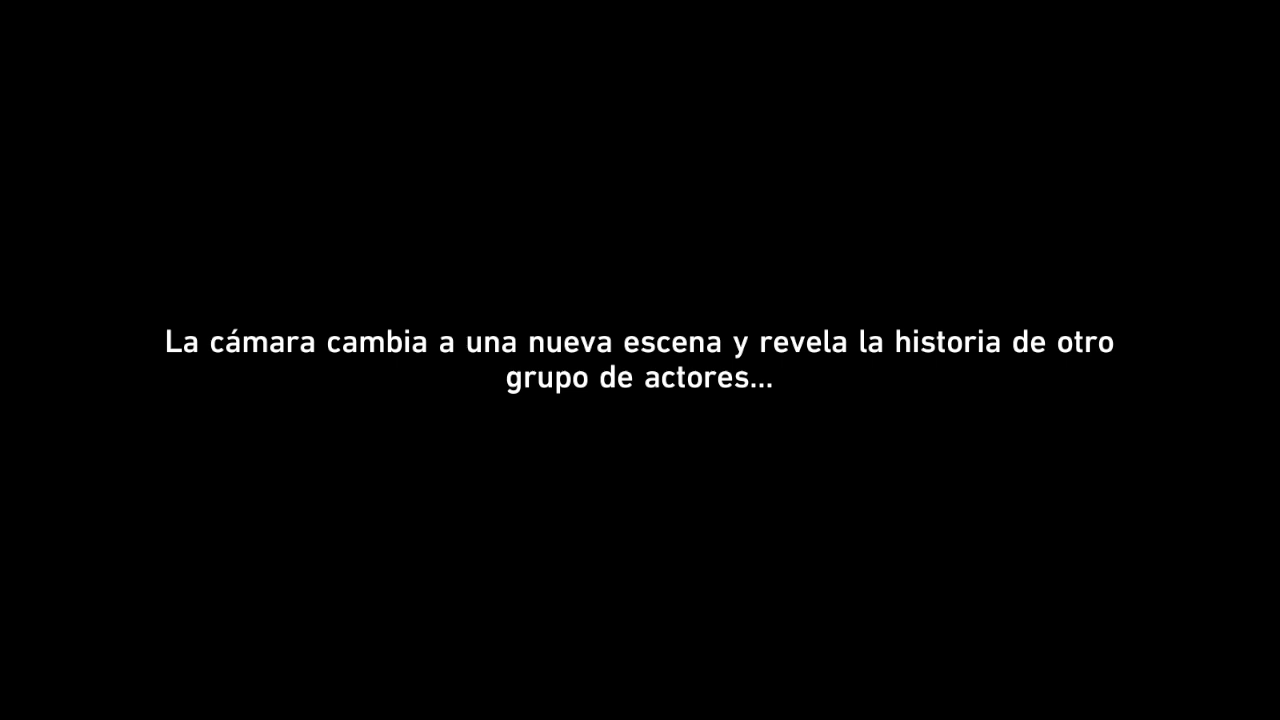 La cámara cambia a una nueva escena y revela la historia de otro
grupo de actores...